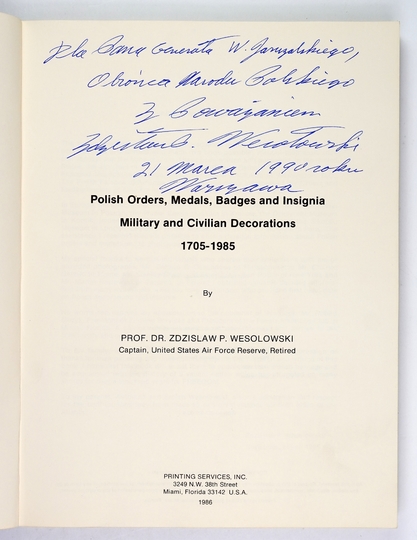 Dla Pana Generała W. Jaruzelskiego,
Obrońca Narodu Polskiego
Z Poważaniem
Zdzisław P. Wesolowski
21 marca 1990 roku
Warszawa
Polish Orders, Medals, Badges and Insignia
Military and Civilian Decorations
1705-1985
By
PROF. DR. ZDZISLAW P. WESOLOWSKI
Captain, United States Air Force Reserve, Retired
PRINTING SERVICES, INC.
3249 N.W. 38th Street
Miami, Florida 33142 U.S.A.
1986